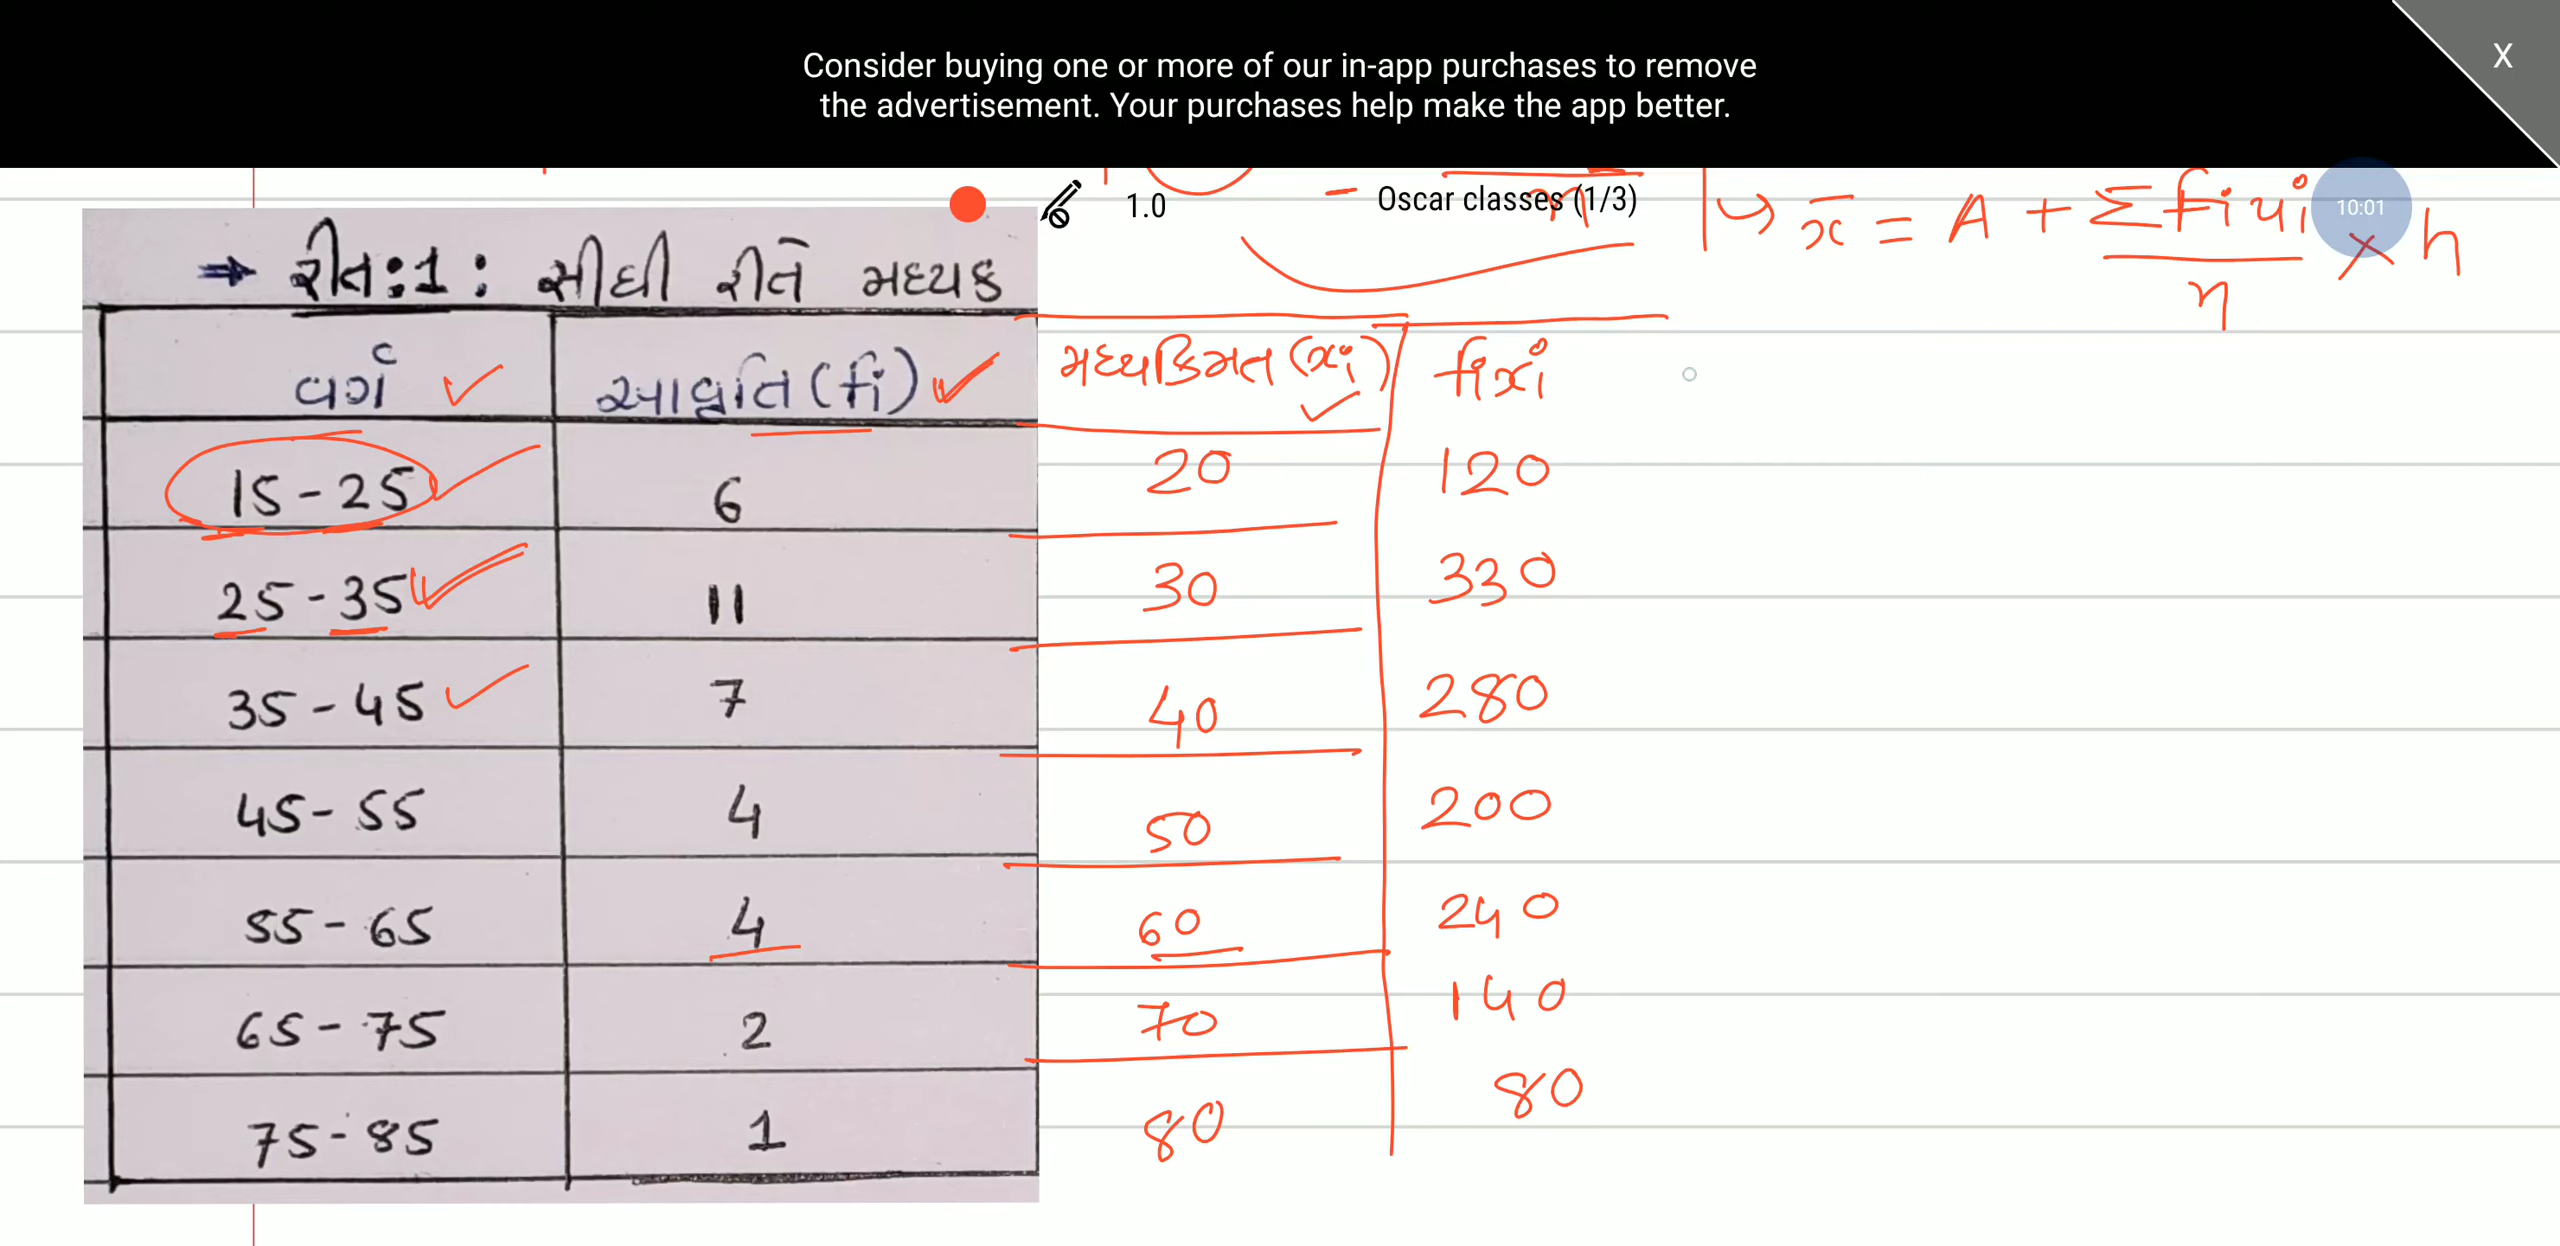 Consider buying one or more of our in-app purchases to remove
the advertisement. Your purchases help make the app better.
X
1.0
Oscar classes (1/3)
x̄ = A + Σfiui / n × h
10:01
→ રીત:1: સીધી રીતે મધ્યક
વર્ગ આવૃત્તિ (fi) મધ્યકિંમત (xi) fixi
15-25 6 20 120
25-35 11 30 330
35-45 7 40 280
45-55 4 50 200
55-65 4 60 240
65-75 2 70 140
75-85 1 80 80